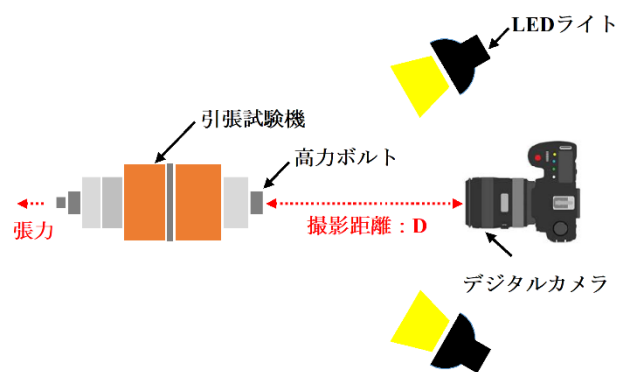 LEDライト
引張試験機
高力ボルト
張力
撮影距離：D
デジタルカメラ